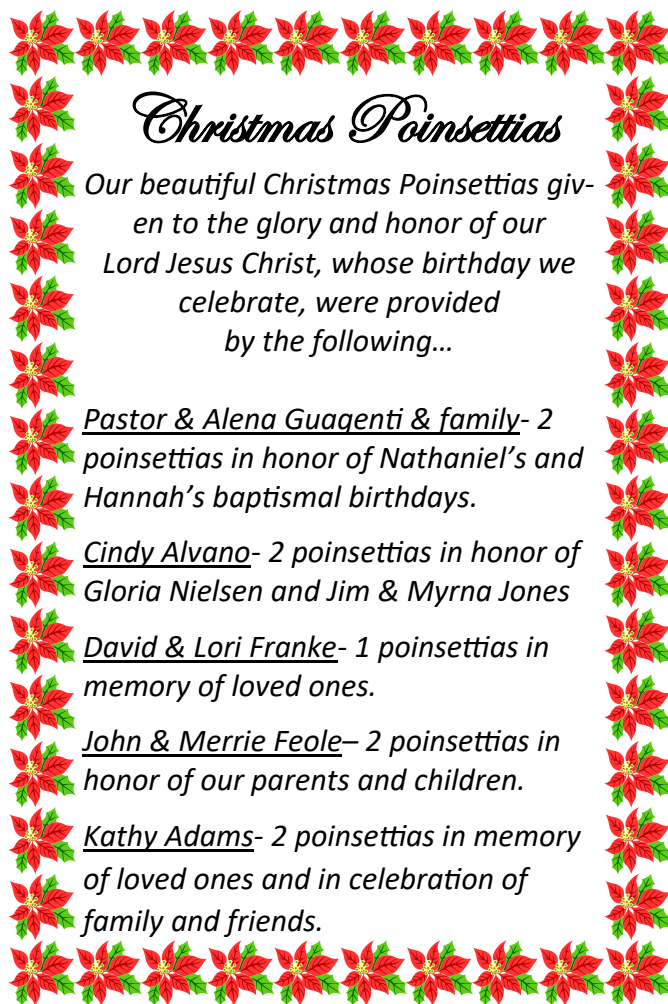 Christmas Poinsettias
Our beautiful Christmas Poinsettias giv-
en to the glory and honor of our
Lord Jesus Christ, whose birthday we
celebrate, were provided
by the following…
Pastor & Alena Guagenti & family- 2
poinsettias in honor of Nathaniel’s and
Hannah’s baptismal birthdays.
Cindy Alvano- 2 poinsettias in honor of
Gloria Nielsen and Jim & Myrna Jones
David & Lori Franke- 1 poinsettias in
memory of loved ones.
John & Merrie Feole– 2 poinsettias in
honor of our parents and children.
Kathy Adams- 2 poinsettias in memory
of loved ones and in celebration of
family and friends.